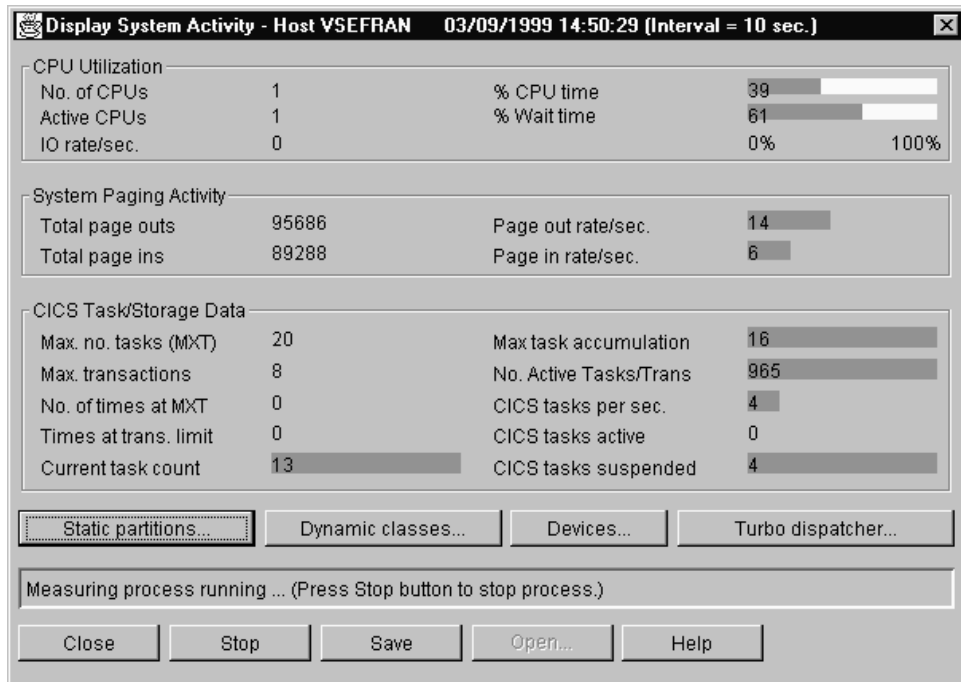 Display System Activity - Host VSEFRAN 03/09/1999 14:50:29 (Interval = 10 sec.)
CPU Utilization
No. of CPUs 1 % CPU time 39
Active CPUs 1 % Wait time 61
IO rate/sec. 0 0% 100%
System Paging Activity
Total page outs 95686 Page out rate/sec. 14
Total page ins 89288 Page in rate/sec. 6
CICS Task/Storage Data
Max. no. tasks (MXT) 20 Max task accumulation 16
Max. transactions 8 No. Active Tasks/Trans 965
No. of times at MXT 0 CICS tasks per sec. 4
Times at trans. limit 0 CICS tasks active 0
Current task count 13 CICS tasks suspended 4
Static partitions... Dynamic classes... Devices... Turbo dispatcher...
Measuring process running ... (Press Stop button to stop process.)
Close Stop Save Open... Help